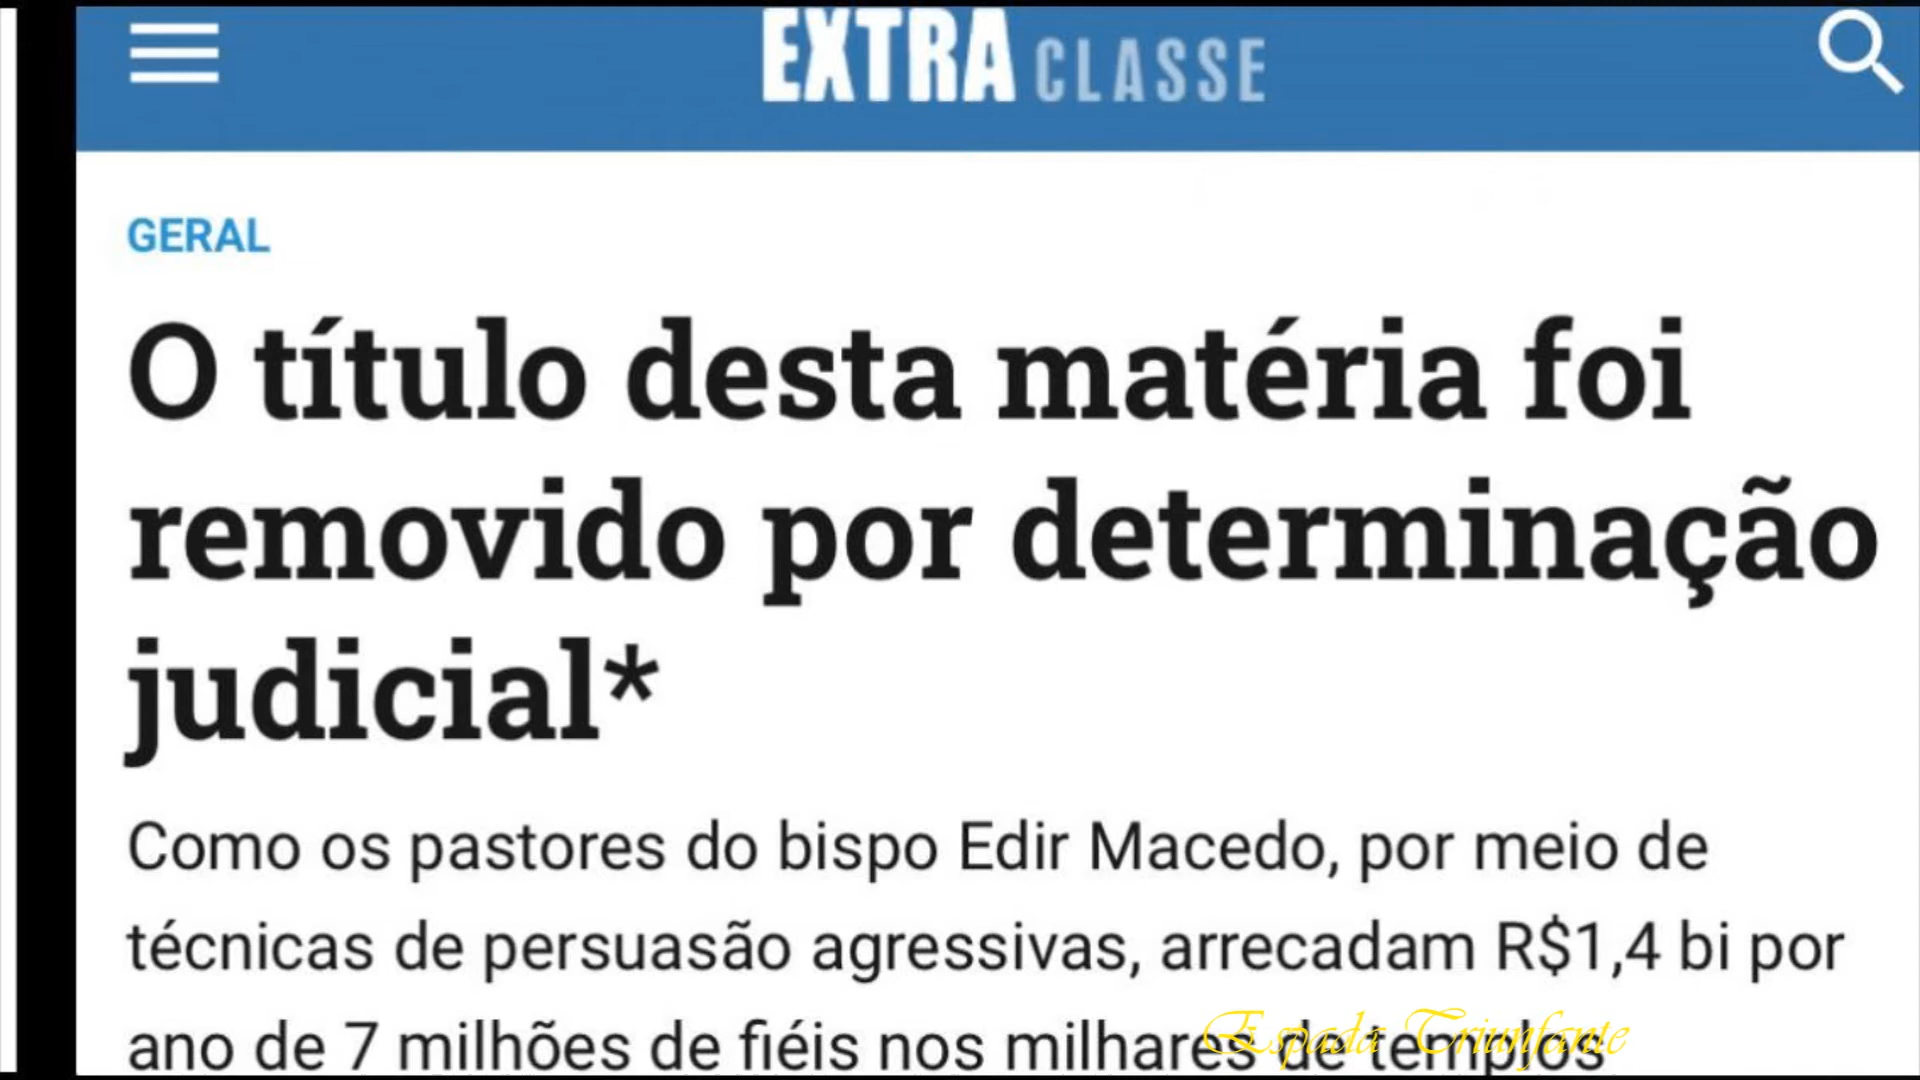 EXTRA CLASSE
GERAL
O título desta matéria foi
removido por determinação
judicial*
Como os pastores do bispo Edir Macedo, por meio de
técnicas de persuasão agressivas, arrecadam R$1,4 bi por
ano de 7 milhões de fiéis nos milhares de templos
Espada Triunfante